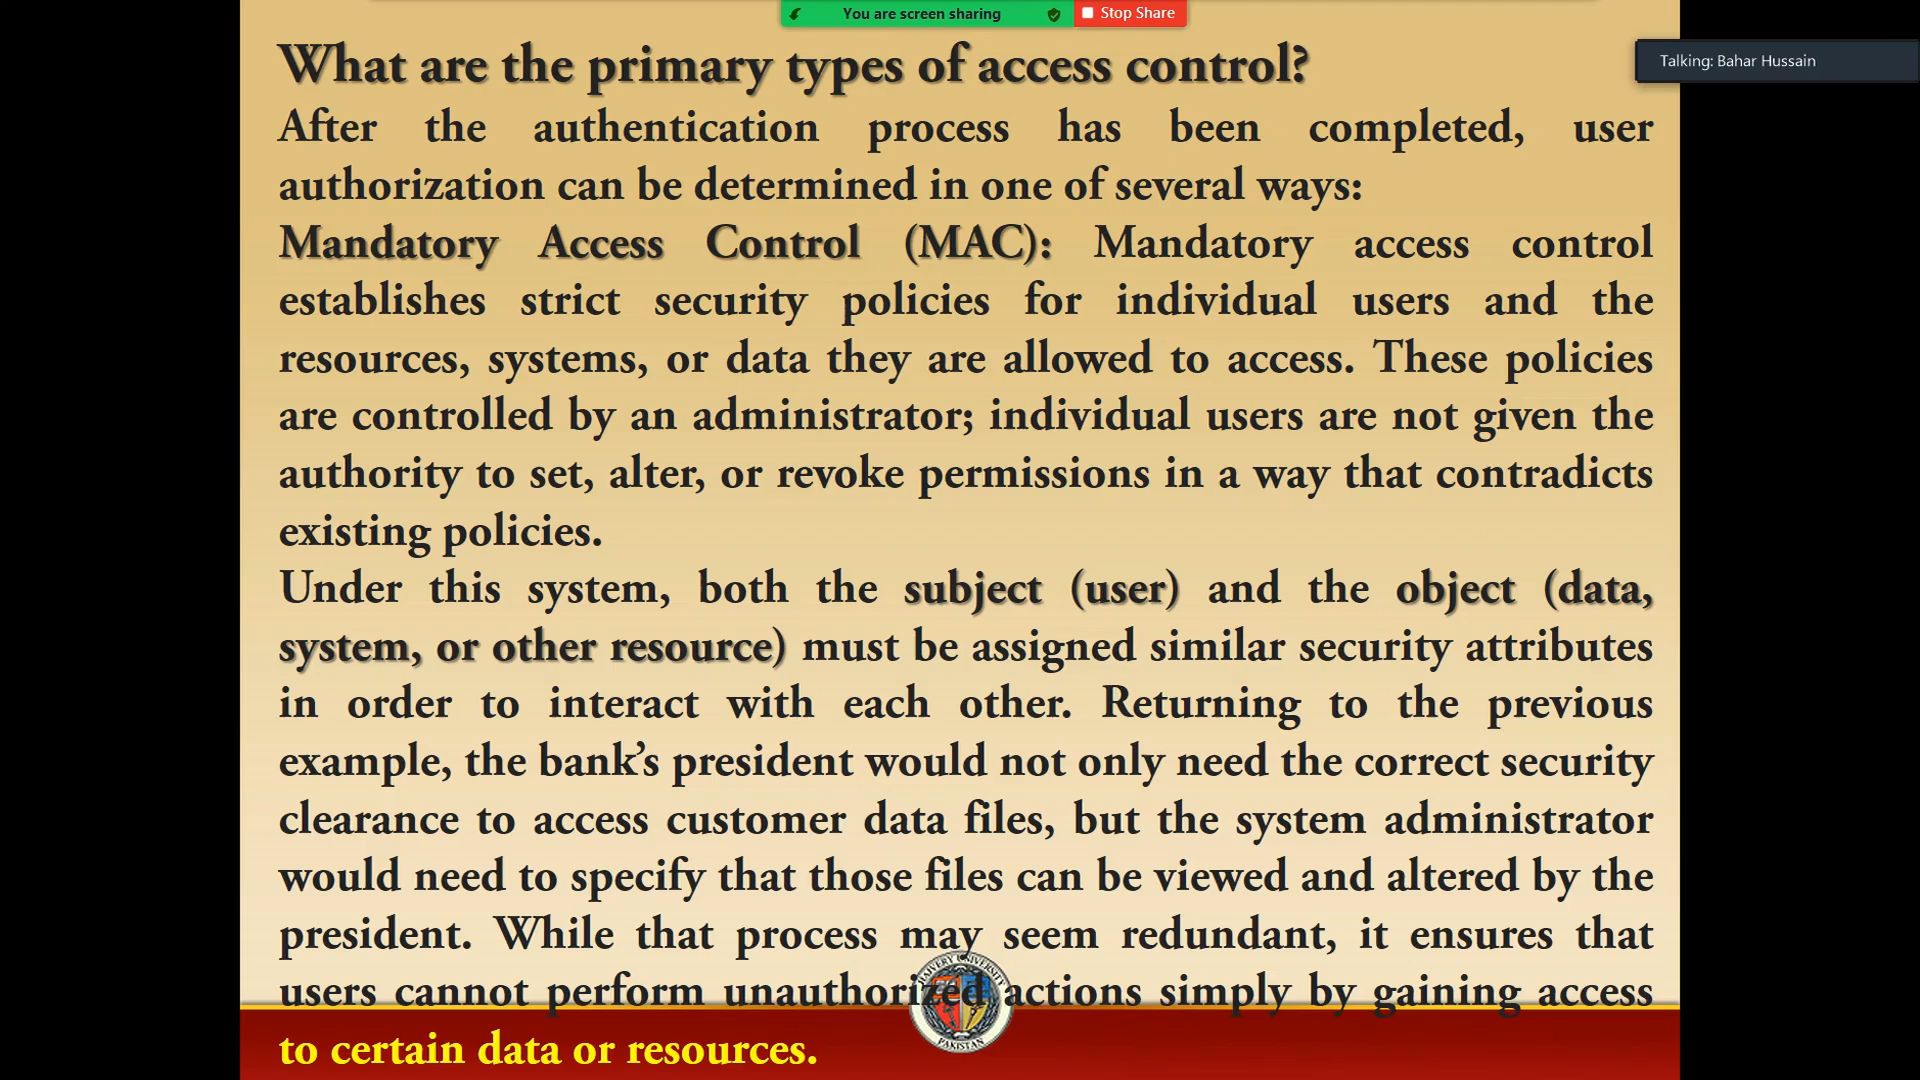 You are screen sharing
Stop Share
Talking: Bahar Hussain
What are the primary types of access control?
After the authentication process has been completed, user
authorization can be determined in one of several ways:
Mandatory Access Control (MAC): Mandatory access control
establishes strict security policies for individual users and the
resources, systems, or data they are allowed to access. These policies
are controlled by an administrator; individual users are not given the
authority to set, alter, or revoke permissions in a way that contradicts
existing policies.
Under this system, both the subject (user) and the object (data,
system, or other resource) must be assigned similar security attributes
in order to interact with each other. Returning to the previous
example, the bank’s president would not only need the correct security
clearance to access customer data files, but the system administrator
would need to specify that those files can be viewed and altered by the
president. While that process may seem redundant, it ensures that
users cannot perform unauthorized actions simply by gaining access
to certain data or resources.
UNIVERSITY
PAKISTAN